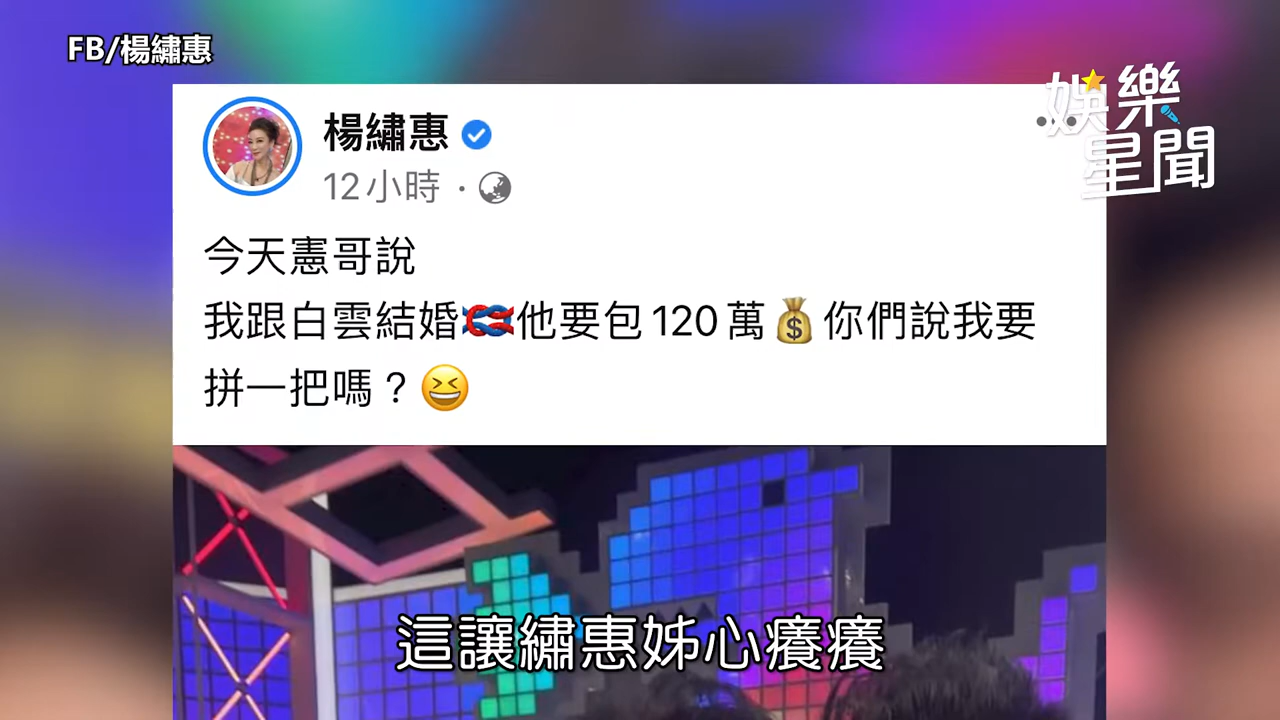 FB/楊繡惠
娛樂
星聞
楊繡惠
12小時
今天憲哥說
我跟白雲結婚🪢他要包120萬💰你們說我要
拼一把嗎？😆
這讓繡惠姊心癢癢